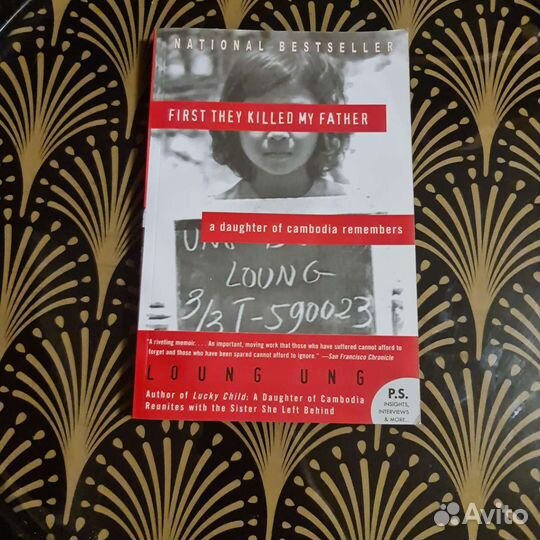 NATIONAL BESTSELLER
FIRST THEY KILLED MY FATHER
a daughter of cambodia remembers
LOUNG
3/3 T-590023
"A riveting memoir. . . . An important, moving work that those who have suffered cannot afford to
forget and those who have been spared cannot afford to ignore." —San Francisco Chronicle
LOUNG UNG
Author of Lucky Child: A Daughter of Cambodia
Reunites with the Sister She Left Behind
P.S.
INSIGHTS,
INTERVIEWS
& MORE...
Avito